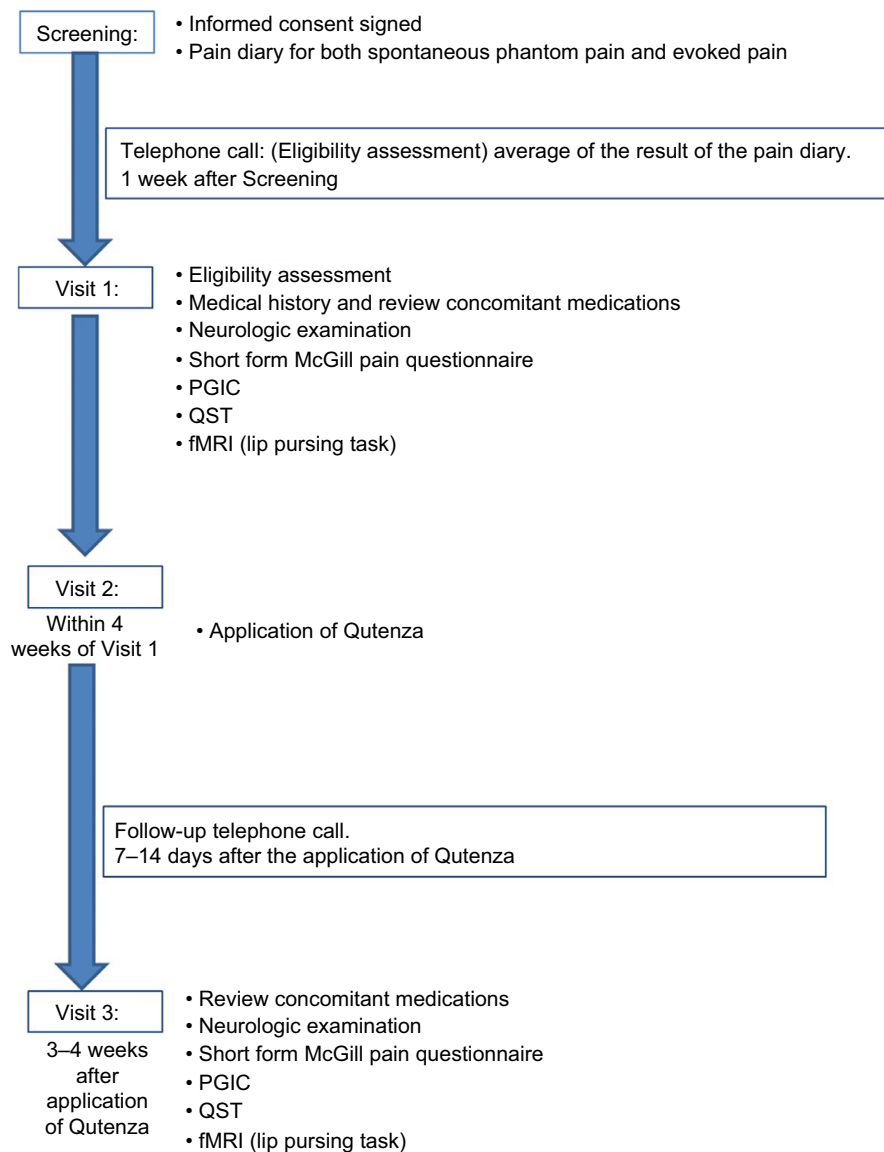 Screening:
• Informed consent signed
• Pain diary for both spontaneous phantom pain and evoked pain
Telephone call: (Eligibility assessment) average of the result of the pain diary.
1 week after Screening
Visit 1:
• Eligibility assessment
• Medical history and review concomitant medications
• Neurologic examination
• Short form McGill pain questionnaire
• PGIC
• QST
• fMRI (lip pursing task)
Visit 2:
Within 4
weeks of Visit 1
• Application of Qutenza
Follow-up telephone call.
7–14 days after the application of Qutenza
Visit 3:
3–4 weeks
after
application
of Qutenza
• Review concomitant medications
• Neurologic examination
• Short form McGill pain questionnaire
• PGIC
• QST
• fMRI (lip pursing task)